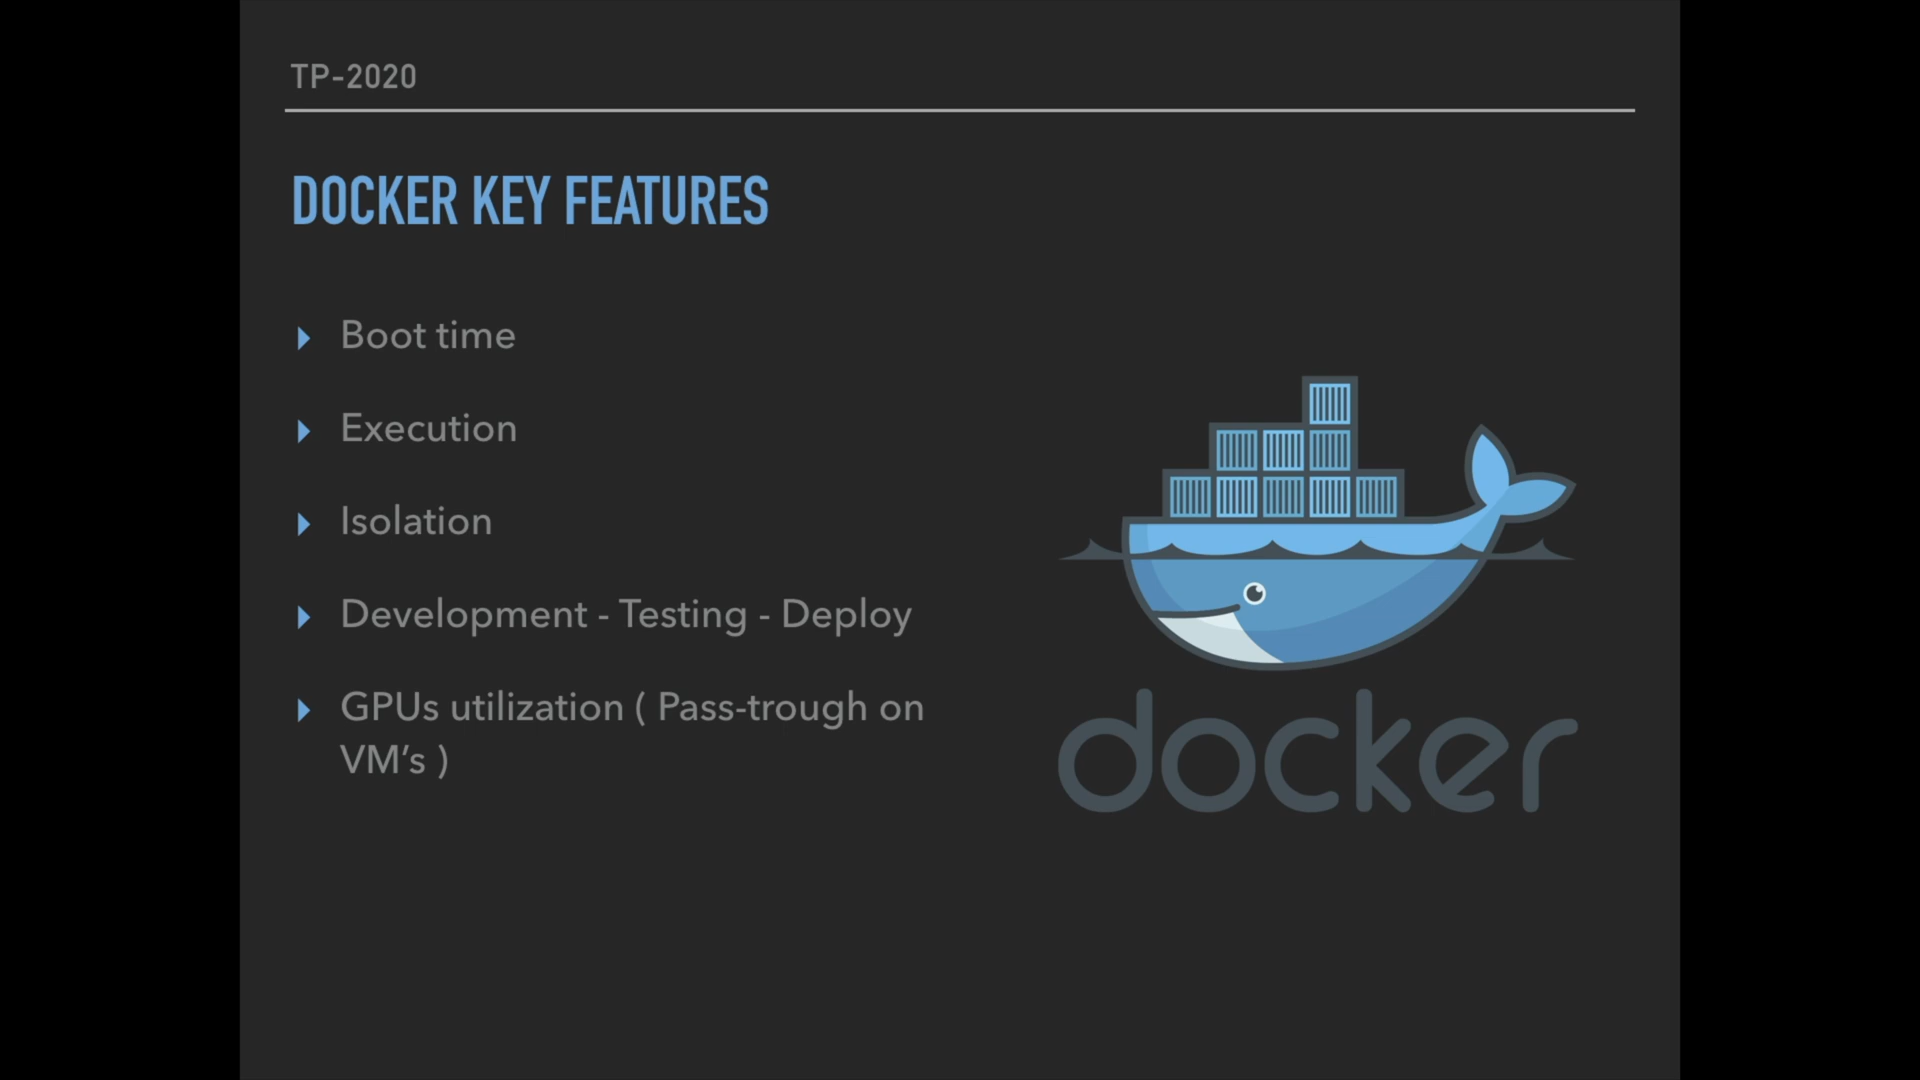 TP-2020
DOCKER KEY FEATURES
Boot time
Execution
Isolation
Development - Testing - Deploy
GPUs utilization ( Pass-trough on
VM’s )
docker